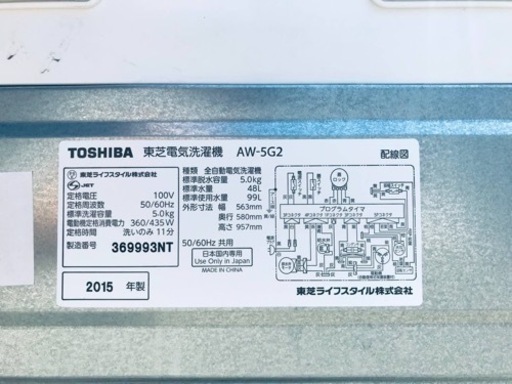 TOSHIBA 東芝電気洗濯機 AW-5G2 配線図
東芝ライフスタイル株式会社
JET
定格電圧 100V
定格周波数 50/60Hz
標準洗濯容量 5.0kg
電動機定格消費電力 360/435W
定格時間 洗いのみ 11分
製造番号 369993NT
2015 年製
種類 全自動電気洗濯機
標準脱水容量 5.0kg
標準水量 48L
標準使用水量 99L
外形寸法 幅 563mm
奥行 580mm
高さ 957mm
50/60Hz 共用
日本国内専用
Use Only in Japan
MADE IN CHINA
プログラムタイマ
東芝ライフスタイル株式会社